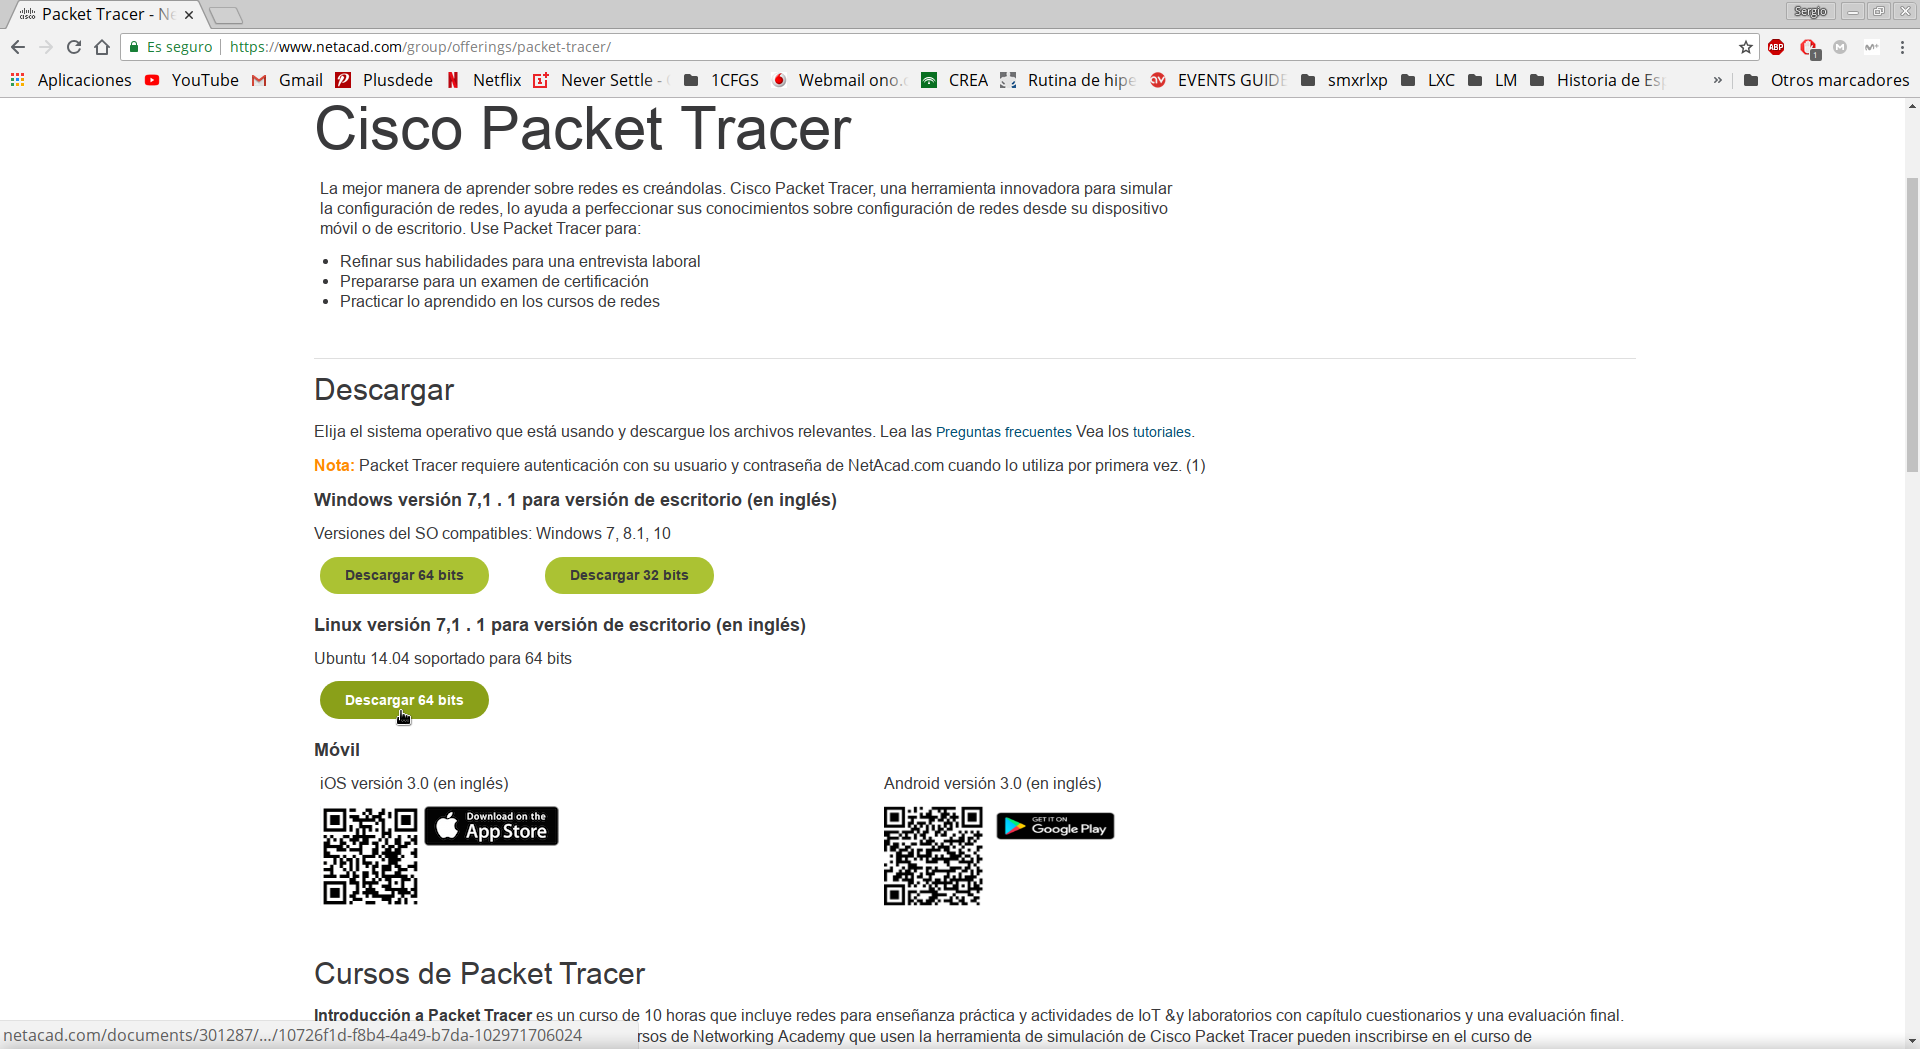 Packet Tracer - Ne
Sergio
Es seguro
https://www.netacad.com/group/offerings/packet-tracer/
ABP
1
M
Aplicaciones
YouTube
Gmail
Plusdede
Netflix
Never Settle -
1CFGS
Webmail ono.
CREA
Rutina de hipe
EVENTS GUIDE
smxrlxp
LXC
LM
Historia de Esp
»
Otros marcadores
Cisco Packet Tracer
La mejor manera de aprender sobre redes es creándolas. Cisco Packet Tracer, una herramienta innovadora para simular
la configuración de redes, lo ayuda a perfeccionar sus conocimientos sobre configuración de redes desde su dispositivo
móvil o de escritorio. Use Packet Tracer para:
• Refinar sus habilidades para una entrevista laboral
• Prepararse para un examen de certificación
• Practicar lo aprendido en los cursos de redes
Descargar
Elija el sistema operativo que está usando y descargue los archivos relevantes. Lea las Preguntas frecuentes Vea los tutoriales.
Nota: Packet Tracer requiere autenticación con su usuario y contraseña de NetAcad.com cuando lo utiliza por primera vez. (1)
Windows versión 7,1 . 1 para versión de escritorio (en inglés)
Versiones del SO compatibles: Windows 7, 8.1, 10
Descargar 64 bits
Descargar 32 bits
Linux versión 7,1 . 1 para versión de escritorio (en inglés)
Ubuntu 14.04 soportado para 64 bits
Descargar 64 bits
Móvil
iOS versión 3.0 (en inglés)
Android versión 3.0 (en inglés)
Download on the
App Store
GET IT ON
Google Play
Cursos de Packet Tracer
Introducción a Packet Tracer es un curso de 10 horas que incluye redes para enseñanza práctica y actividades de IoT &y laboratorios con capítulo cuestionarios y una evaluación final.
rsos de Networking Academy que usen la herramienta de simulación de Cisco Packet Tracer pueden inscribirse en el curso de
netacad.com/documents/301287/.../10726f1d-f8b4-4a49-b7da-102971706024